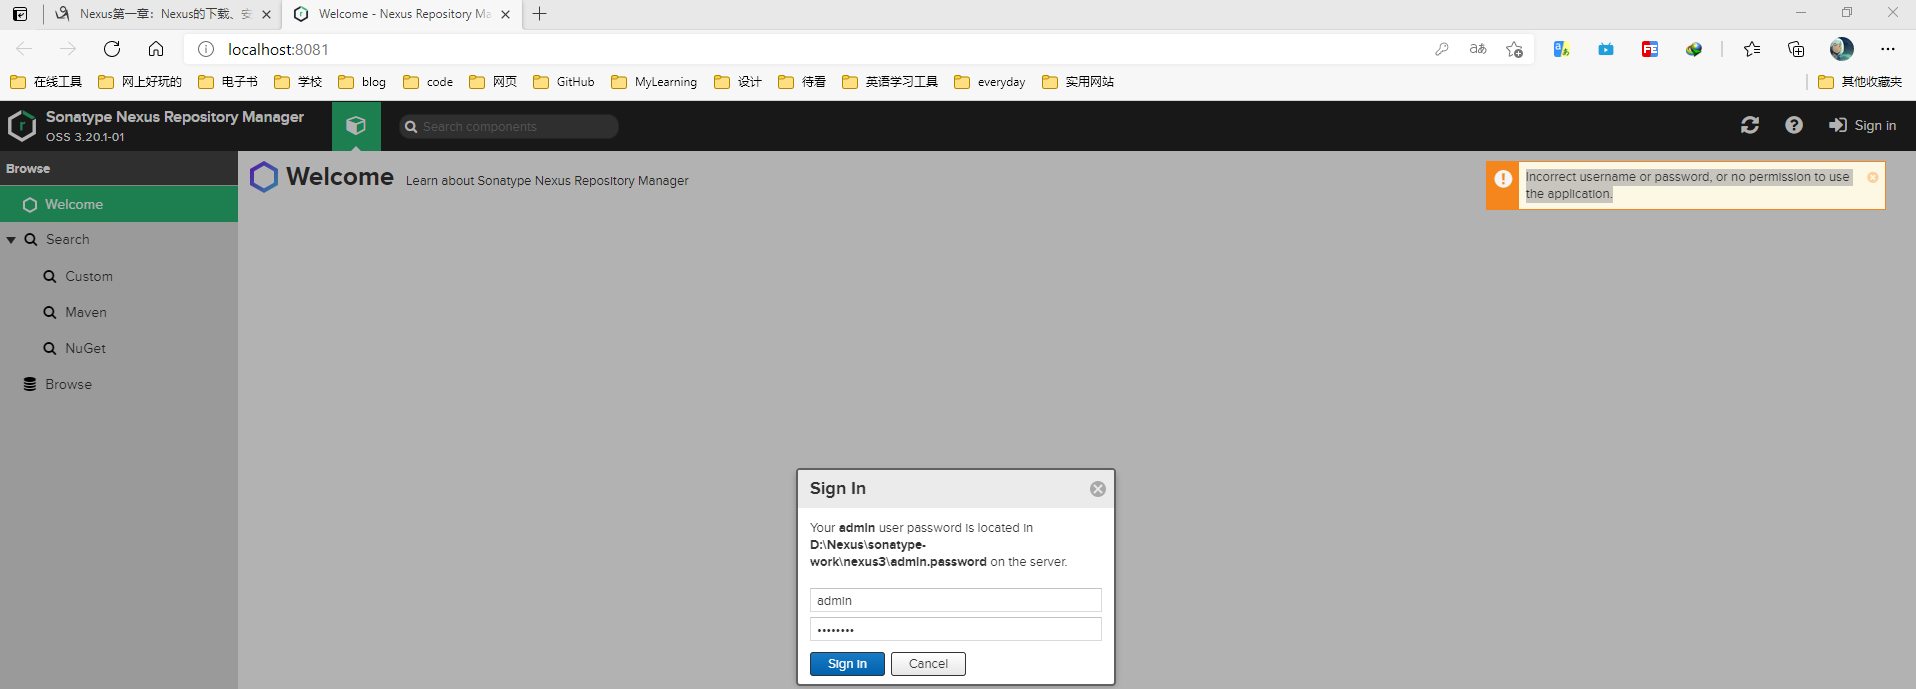 Nexus第一章：Nexus的下载、安
Welcome - Nexus Repository Ma
localhost:8081
在线工具 网上好玩的 电子书 学校 blog code 网页 GitHub MyLearning 设计 待看 英语学习工具 everyday 实用网站 其他收藏夹
Sonatype Nexus Repository Manager
OSS 3.20.1-01
Search components
Sign in
Browse
Welcome
Search
Custom
Maven
NuGet
Browse
Welcome Learn about Sonatype Nexus Repository Manager
Incorrect username or password, or no permission to use
the application.
Sign In
Your admin user password is located in
D:\Nexus\sonatype-
work\nexus3\admin.password on the server.
admin
••••••••
Sign in Cancel